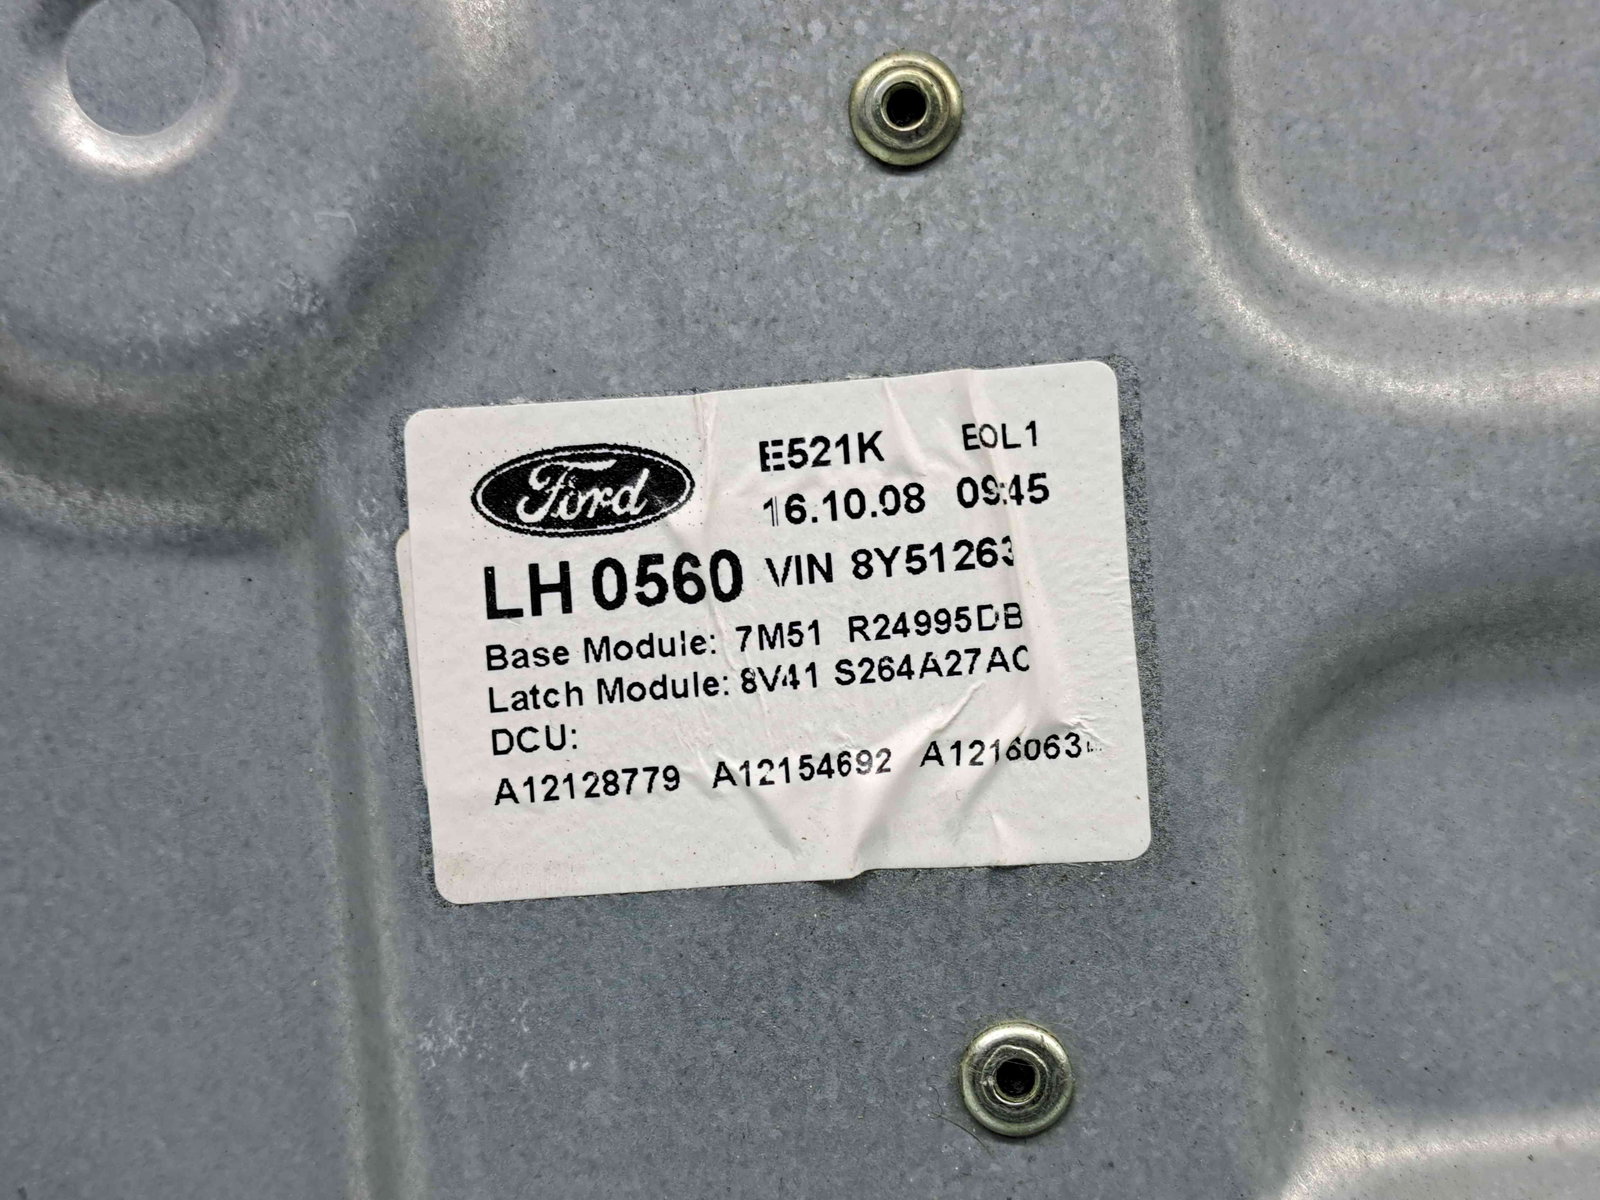 Ford
E521K EOL1
16.10.08 09:45
LH 0560 VIN 8Y51263
Base Module: 7M51 R24995DB
Latch Module: 8V41 S264A27AC
DCU:
A12128779 A12154692